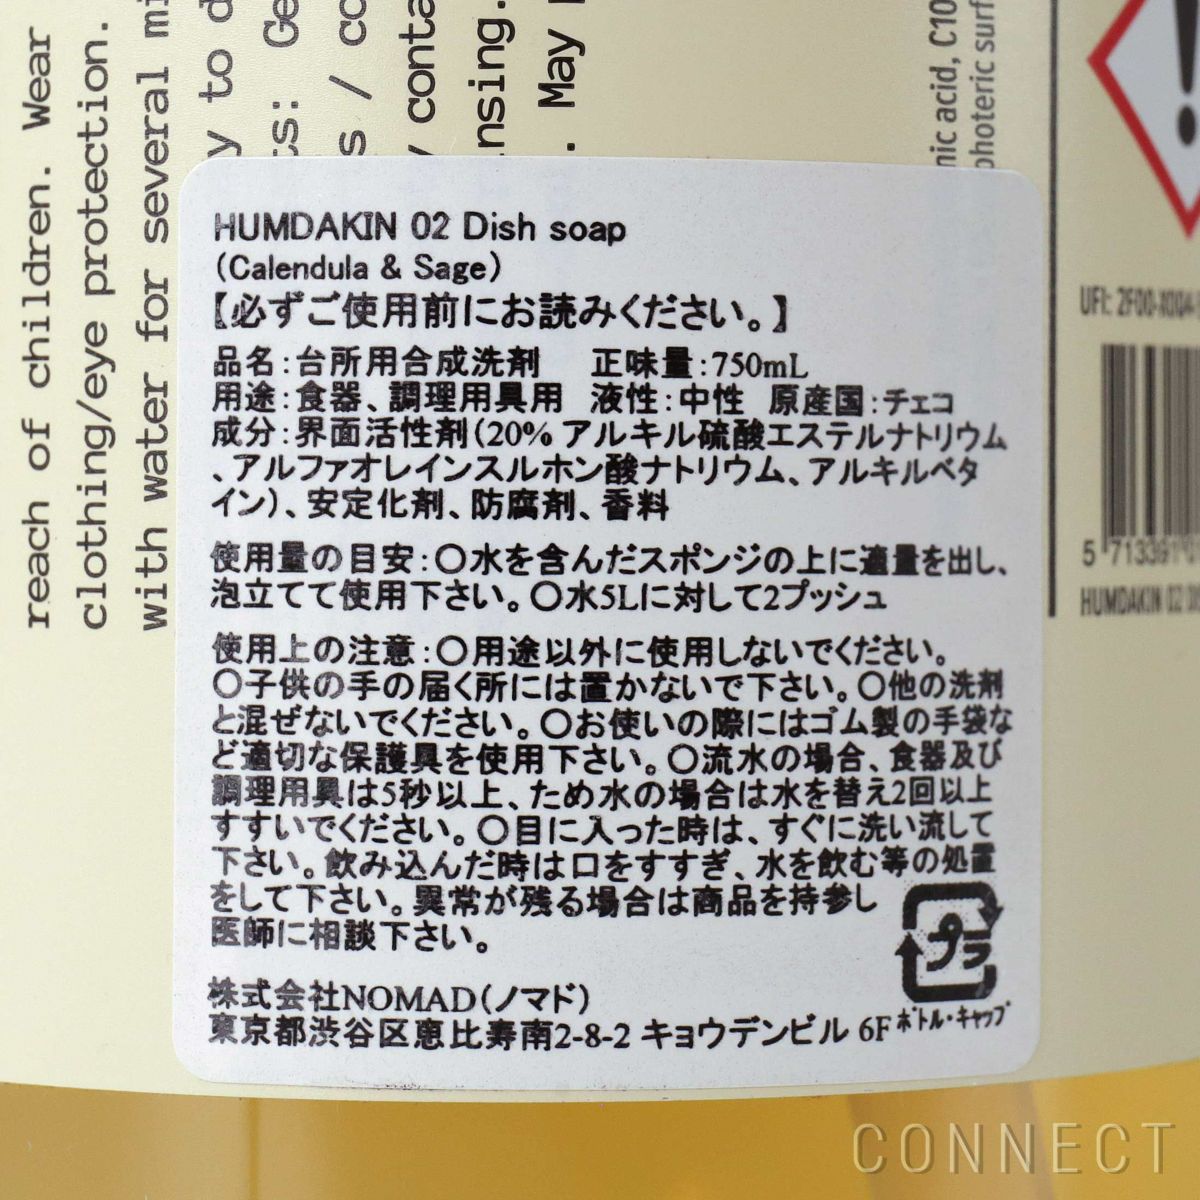 reach of children. Wear
clothing/eye protection.
with water for several
HUMDAKIN 02 Dish soap
(Calendula & Sage)
【必ずご使用前にお読みください。】
品名:台所用合成洗剤 正味量:750mL
用途:食器、調理用具用 液性:中性 原産国:チェコ
成分:界面活性剤(20% アルキル硫酸エステルナトリウム
、アルファオレインスルホン酸ナトリウム、アルキルベタ
イン)、安定化剤、防腐剤、香料
使用量の目安:〇水を含んだスポンジの上に適量を出し、
泡立てて使用下さい。〇水5Lに対して2プッシュ
使用上の注意:〇用途以外に使用しないでください。
〇子供の手の届く所には置かないで下さい。〇他の洗剤
と混ぜないでください。〇お使いの際にはゴム製の手袋な
ど適切な保護具を使用下さい。〇流水の場合、食器及び
調理用具は5秒以上、ため水の場合は水を替え2回以上
すすいでください。〇目に入った時は、すぐに洗い流して
下さい。飲み込んだ時は口をすすぎ、水を飲む等の処置
をして下さい。異常が残る場合は商品を持参し
医師に相談下さい。
プラ
ボトル・キャップ
株式会社NOMAD(ノマド)
東京都渋谷区恵比寿南2-8-2 キョウデンビル 6F
acid, C10
UFI:
5 713391
HUMDAKIN 02
CONNECT